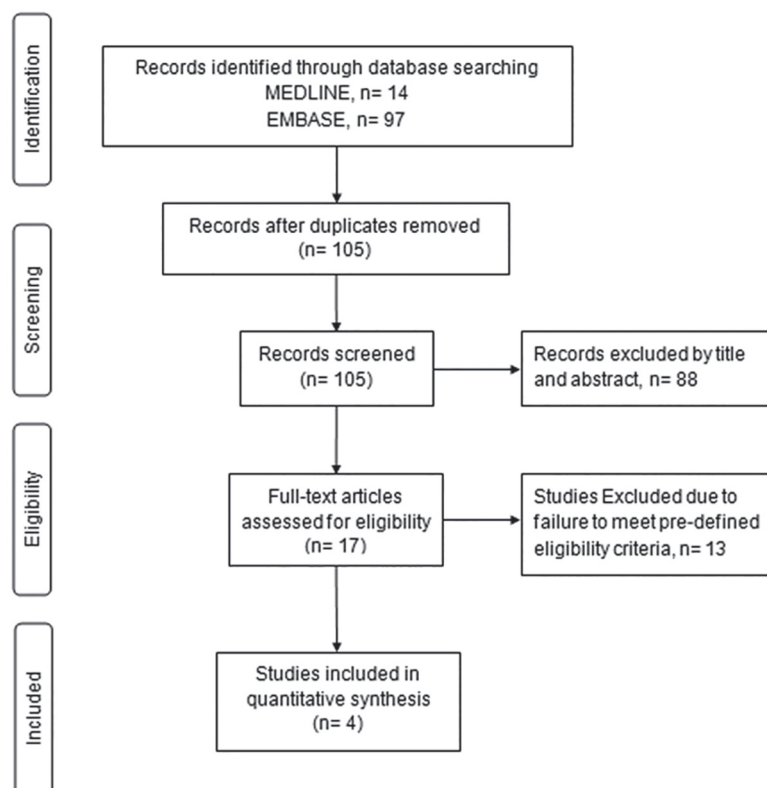 Identification
Records identified through database searching
MEDLINE, n= 14
EMBASE, n= 97
Records after duplicates removed
(n= 105)
Screening
Records screened
(n= 105)
Records excluded by title
and abstract, n= 88
Eligibility
Full-text articles
assessed for eligibility
(n= 17)
Studies Excluded due to
failure to meet pre-defined
eligibility criteria, n= 13
Included
Studies included in
quantitative synthesis
(n= 4)